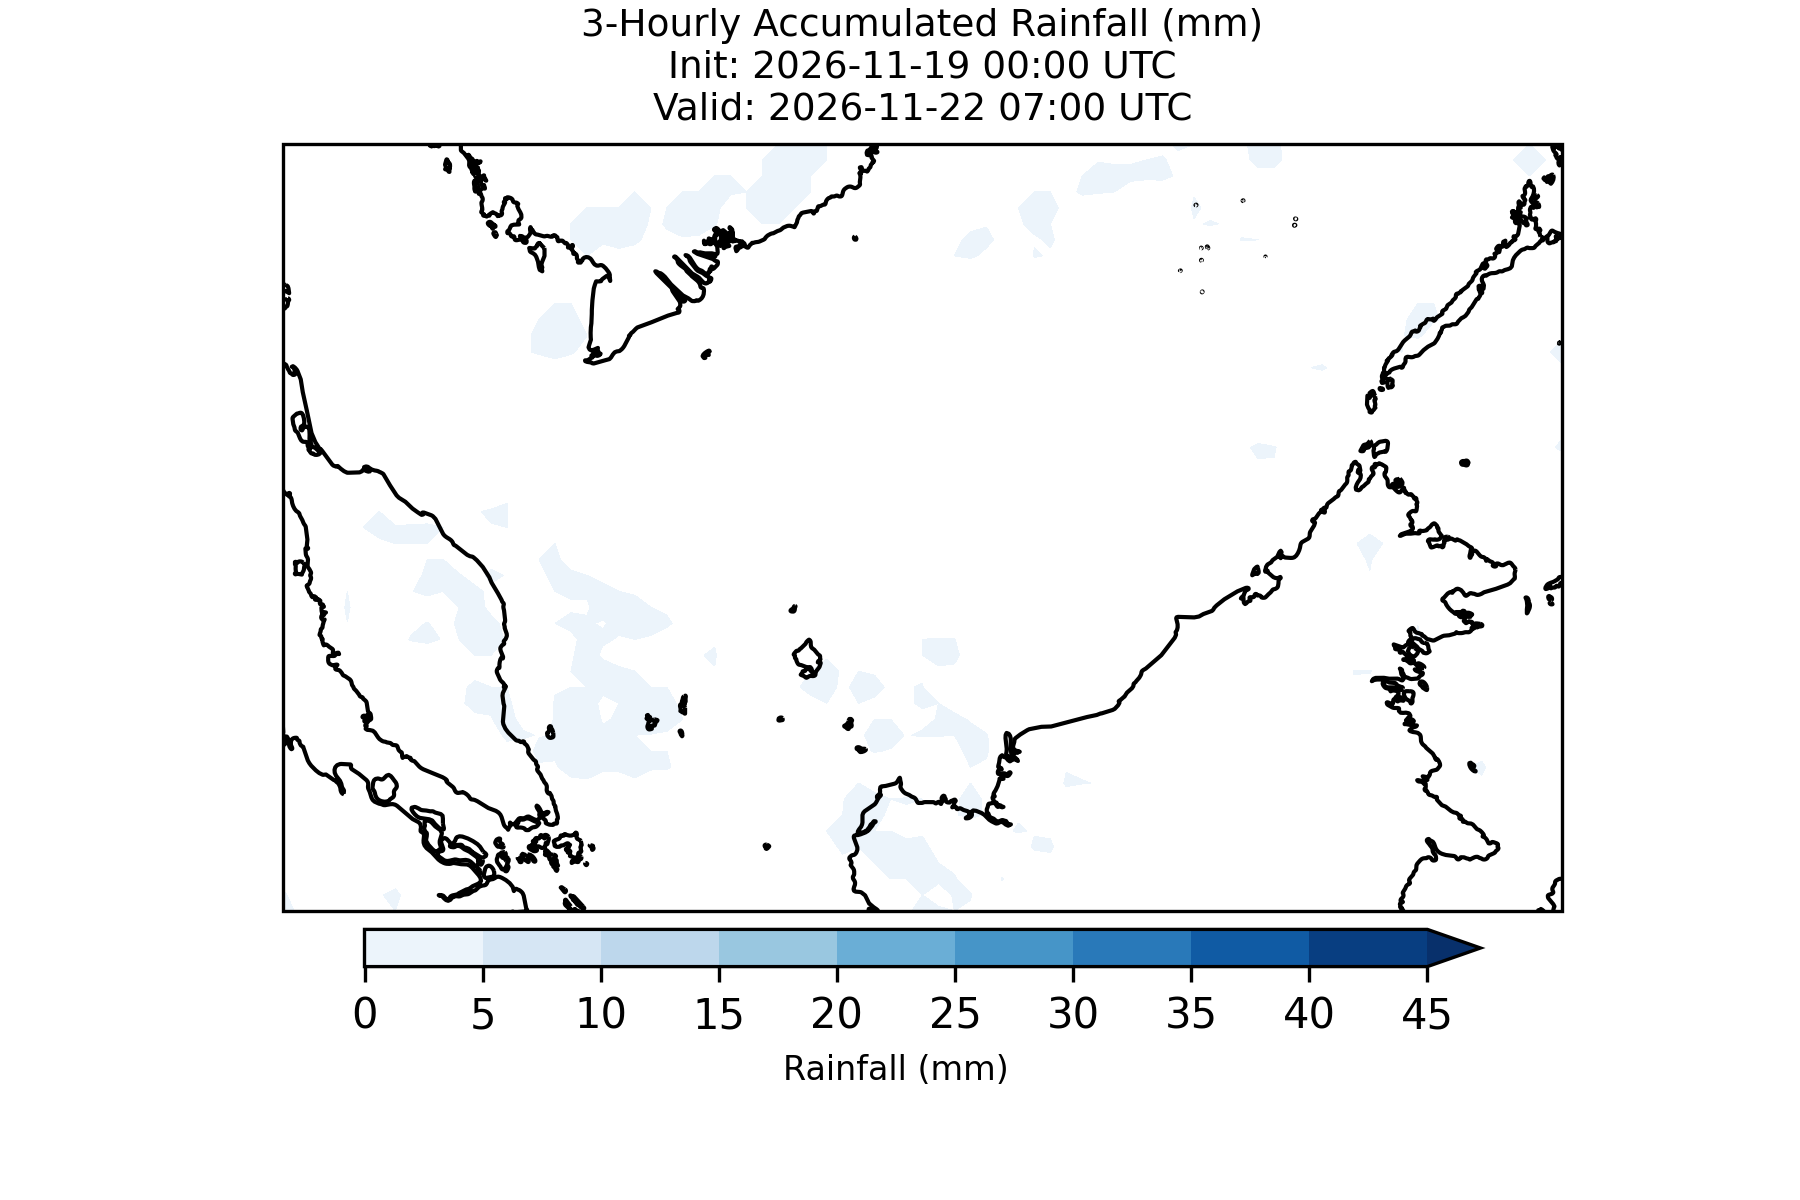 3-Hourly Accumulated Rainfall (mm)
Init: 2026-11-19 00:00 UTC
Valid: 2026-11-22 07:00 UTC
0 5 10 15 20 25 30 35 40 45
Rainfall (mm)